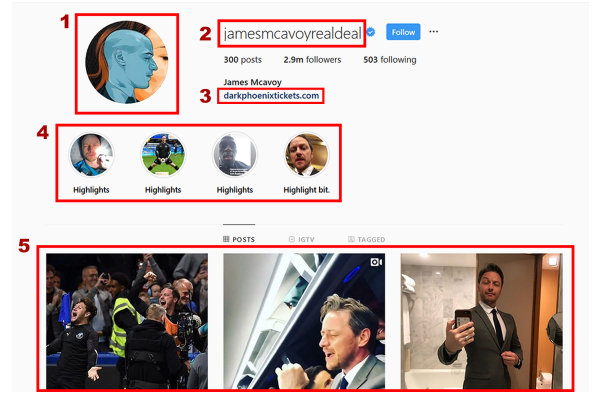 1
2 jamesmcavoyrealdeal Follow ...
300 posts 2.9m followers 503 following
James Mcavoy
3 darkphoenixtickets.com
4
Highlights Highlights Highlights Highlight bit.
POSTS IGTV TAGGED
5